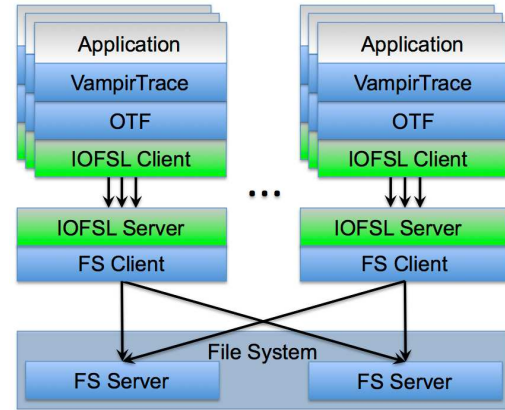 Application
VampirTrace
OTF
IOFSL Client
Application
VampirTrace
OTF
IOFSL Client
...
IOFSL Server
FS Client
IOFSL Server
FS Client
File System
FS Server
FS Server